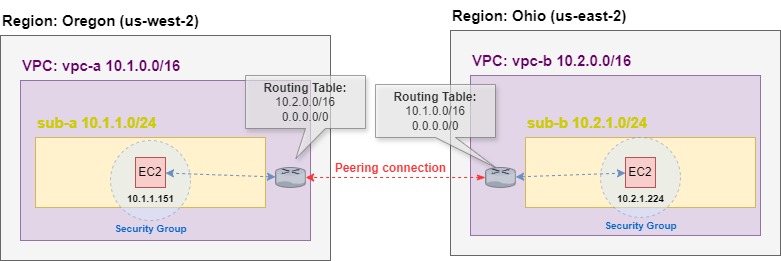 Region: Oregon (us-west-2)
VPC: vpc-a 10.1.0.0/16
Routing Table:
10.2.0.0/16
0.0.0.0/0
sub-a 10.1.1.0/24
EC2
10.1.1.151
Security Group
Peering connection
Region: Ohio (us-east-2)
VPC: vpc-b 10.2.0.0/16
Routing Table:
10.1.0.0/16
0.0.0.0/0
sub-b 10.2.1.0/24
EC2
10.2.1.224
Security Group